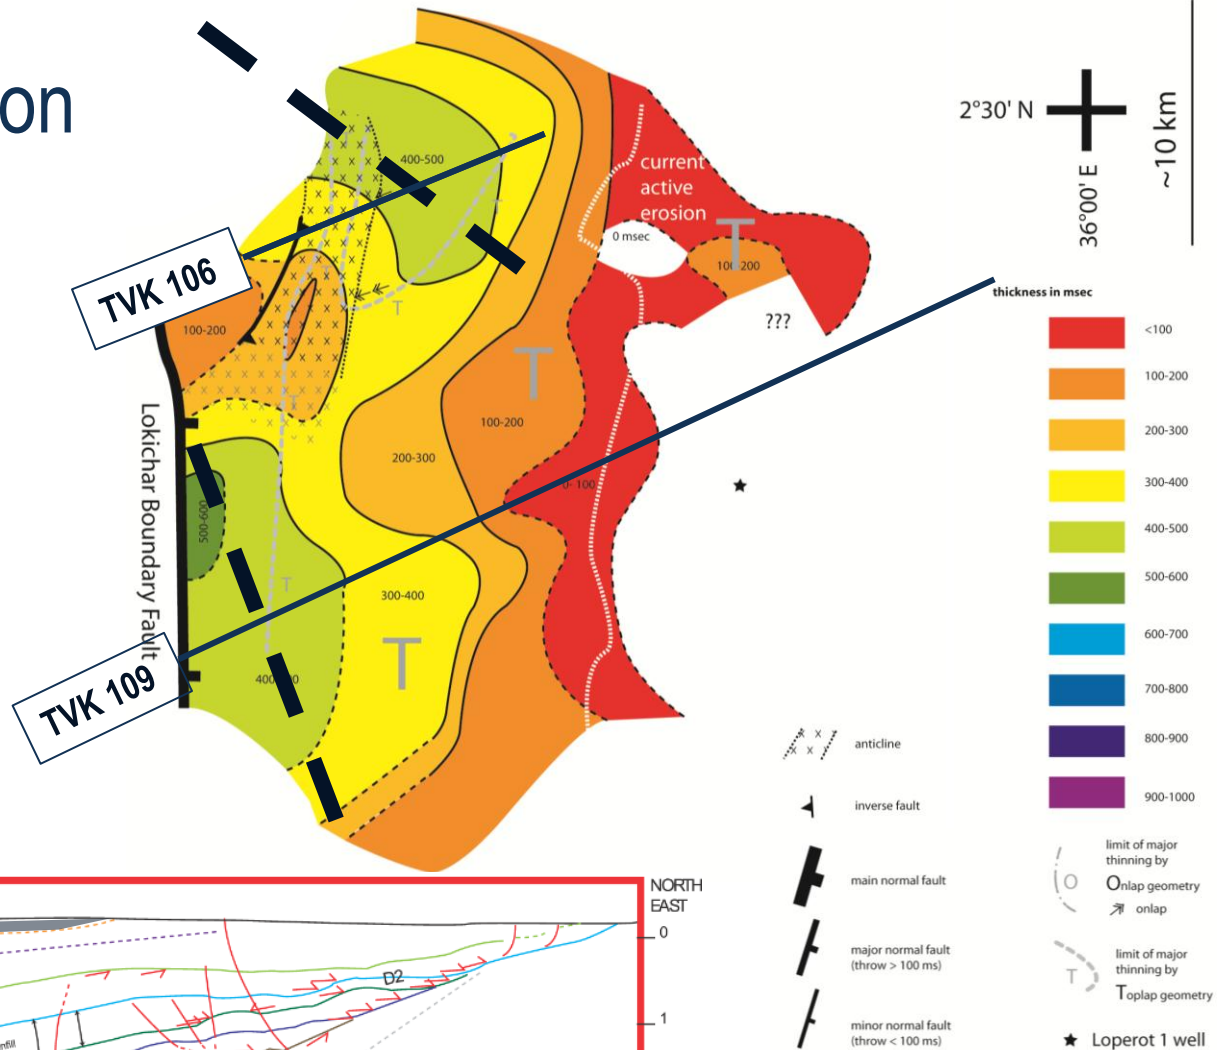 on
2°30' N
36°00' E
~10 km
400-500
current
active
erosion
T
0 msec
100-200
TVK 106
T
T
T
100-200
???
T
T
100-200
200-300
0-100
500-600
Lokichar Boundary Fault
T
300-400
T
TVK 109
thickness in msec
<100
100-200
200-300
300-400
400-500
500-600
600-700
700-800
800-900
900-1000
anticline
inverse fault
main normal fault
major normal fault
(throw > 100 ms)
minor normal fault
(throw < 100 ms)
limit of major
thinning by
O
Onlap geometry
onlap
limit of major
thinning by
T
Toplap geometry
Loperot 1 well
NORTH
EAST
0
D2
1